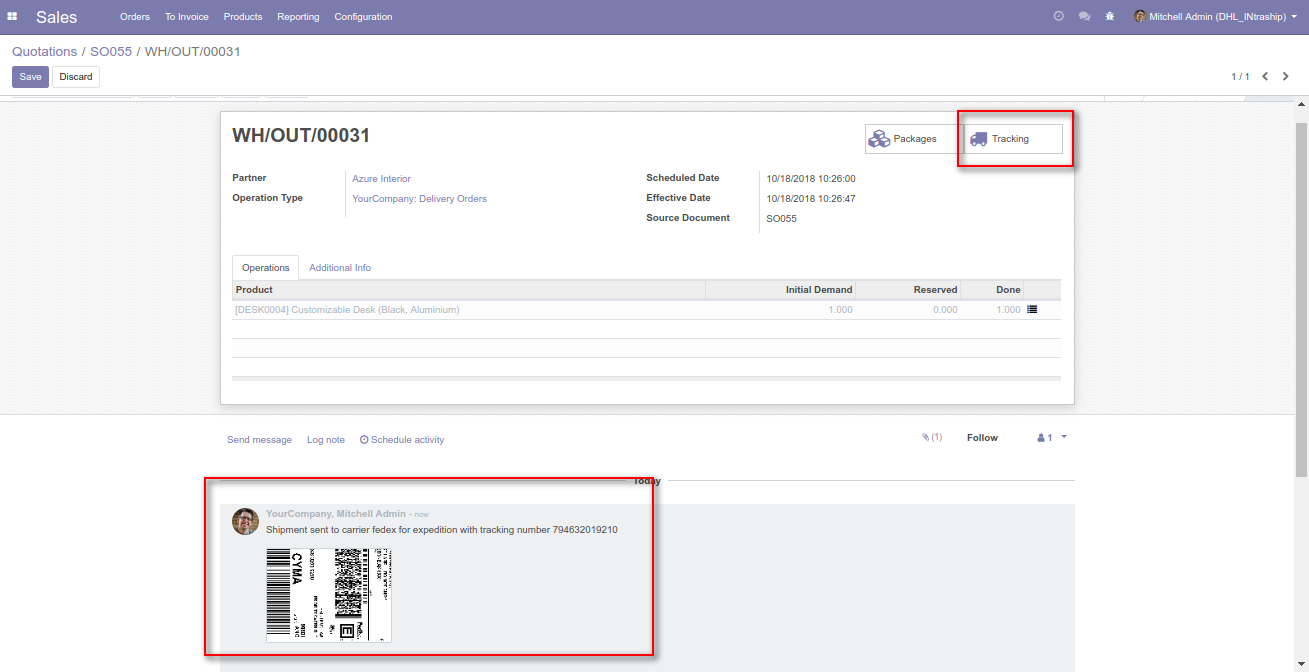 Sales Orders To Invoice Products Reporting Configuration Mitchell Admin (DHL_INtraship)
Quotations / SO055 / WH/OUT/00031
Save Discard 1 / 1
WH/OUT/00031 Packages Tracking
Partner Azure Interior Scheduled Date 10/18/2018 10:26:00
Operation Type YourCompany: Delivery Orders Effective Date 10/18/2018 10:26:47
Source Document SO055
Operations Additional Info
Product Initial Demand Reserved Done
[DESK0004] Customizable Desk (Black, Aluminium) 1.000 0.000 1.000
Send message Log note Schedule activity (1) Follow 1
Today
YourCompany, Mitchell Admin - now
Shipment sent to carrier fedex for expedition with tracking number 794632019210
CYMA
E